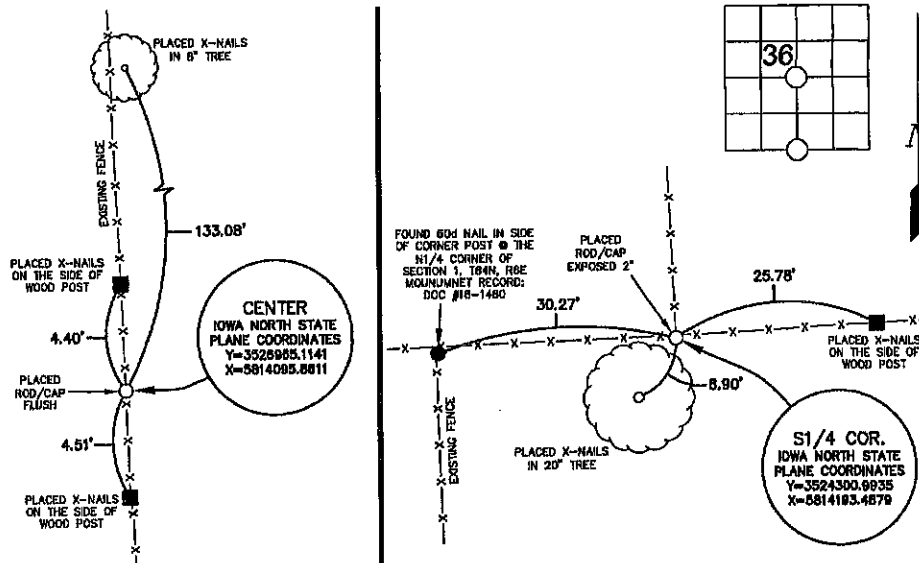 PLACED X-NAILS
IN 6" TREE
EXISTING FENCE
133.08'
PLACED X-NAILS
ON THE SIDE OF
WOOD POST
4.40'
CENTER
IOWA NORTH STATE
PLANE COORDINATES
Y=3526965.1141
X=5814095.6611
PLACED
ROD/CAP
FLUSH
4.51'
PLACED X-NAILS
ON THE SIDE OF
WOOD POST
36
FOUND 60d NAIL IN SIDE
OF CORNER POST @ THE
N1/4 CORNER OF
SECTION 1, T84N, R6E
MOUNUMNET RECORD:
DOC #16-1460
PLACED
ROD/CAP
EXPOSED 2"
30.27'
25.78'
PLACED X-NAILS
ON THE SIDE OF
WOOD POST
8.90'
EXISTING FENCE
PLACED X-NAILS
IN 20" TREE
S1/4 COR.
IOWA NORTH STATE
PLANE COORDINATES
Y=3524300.9935
X=5814193.4679